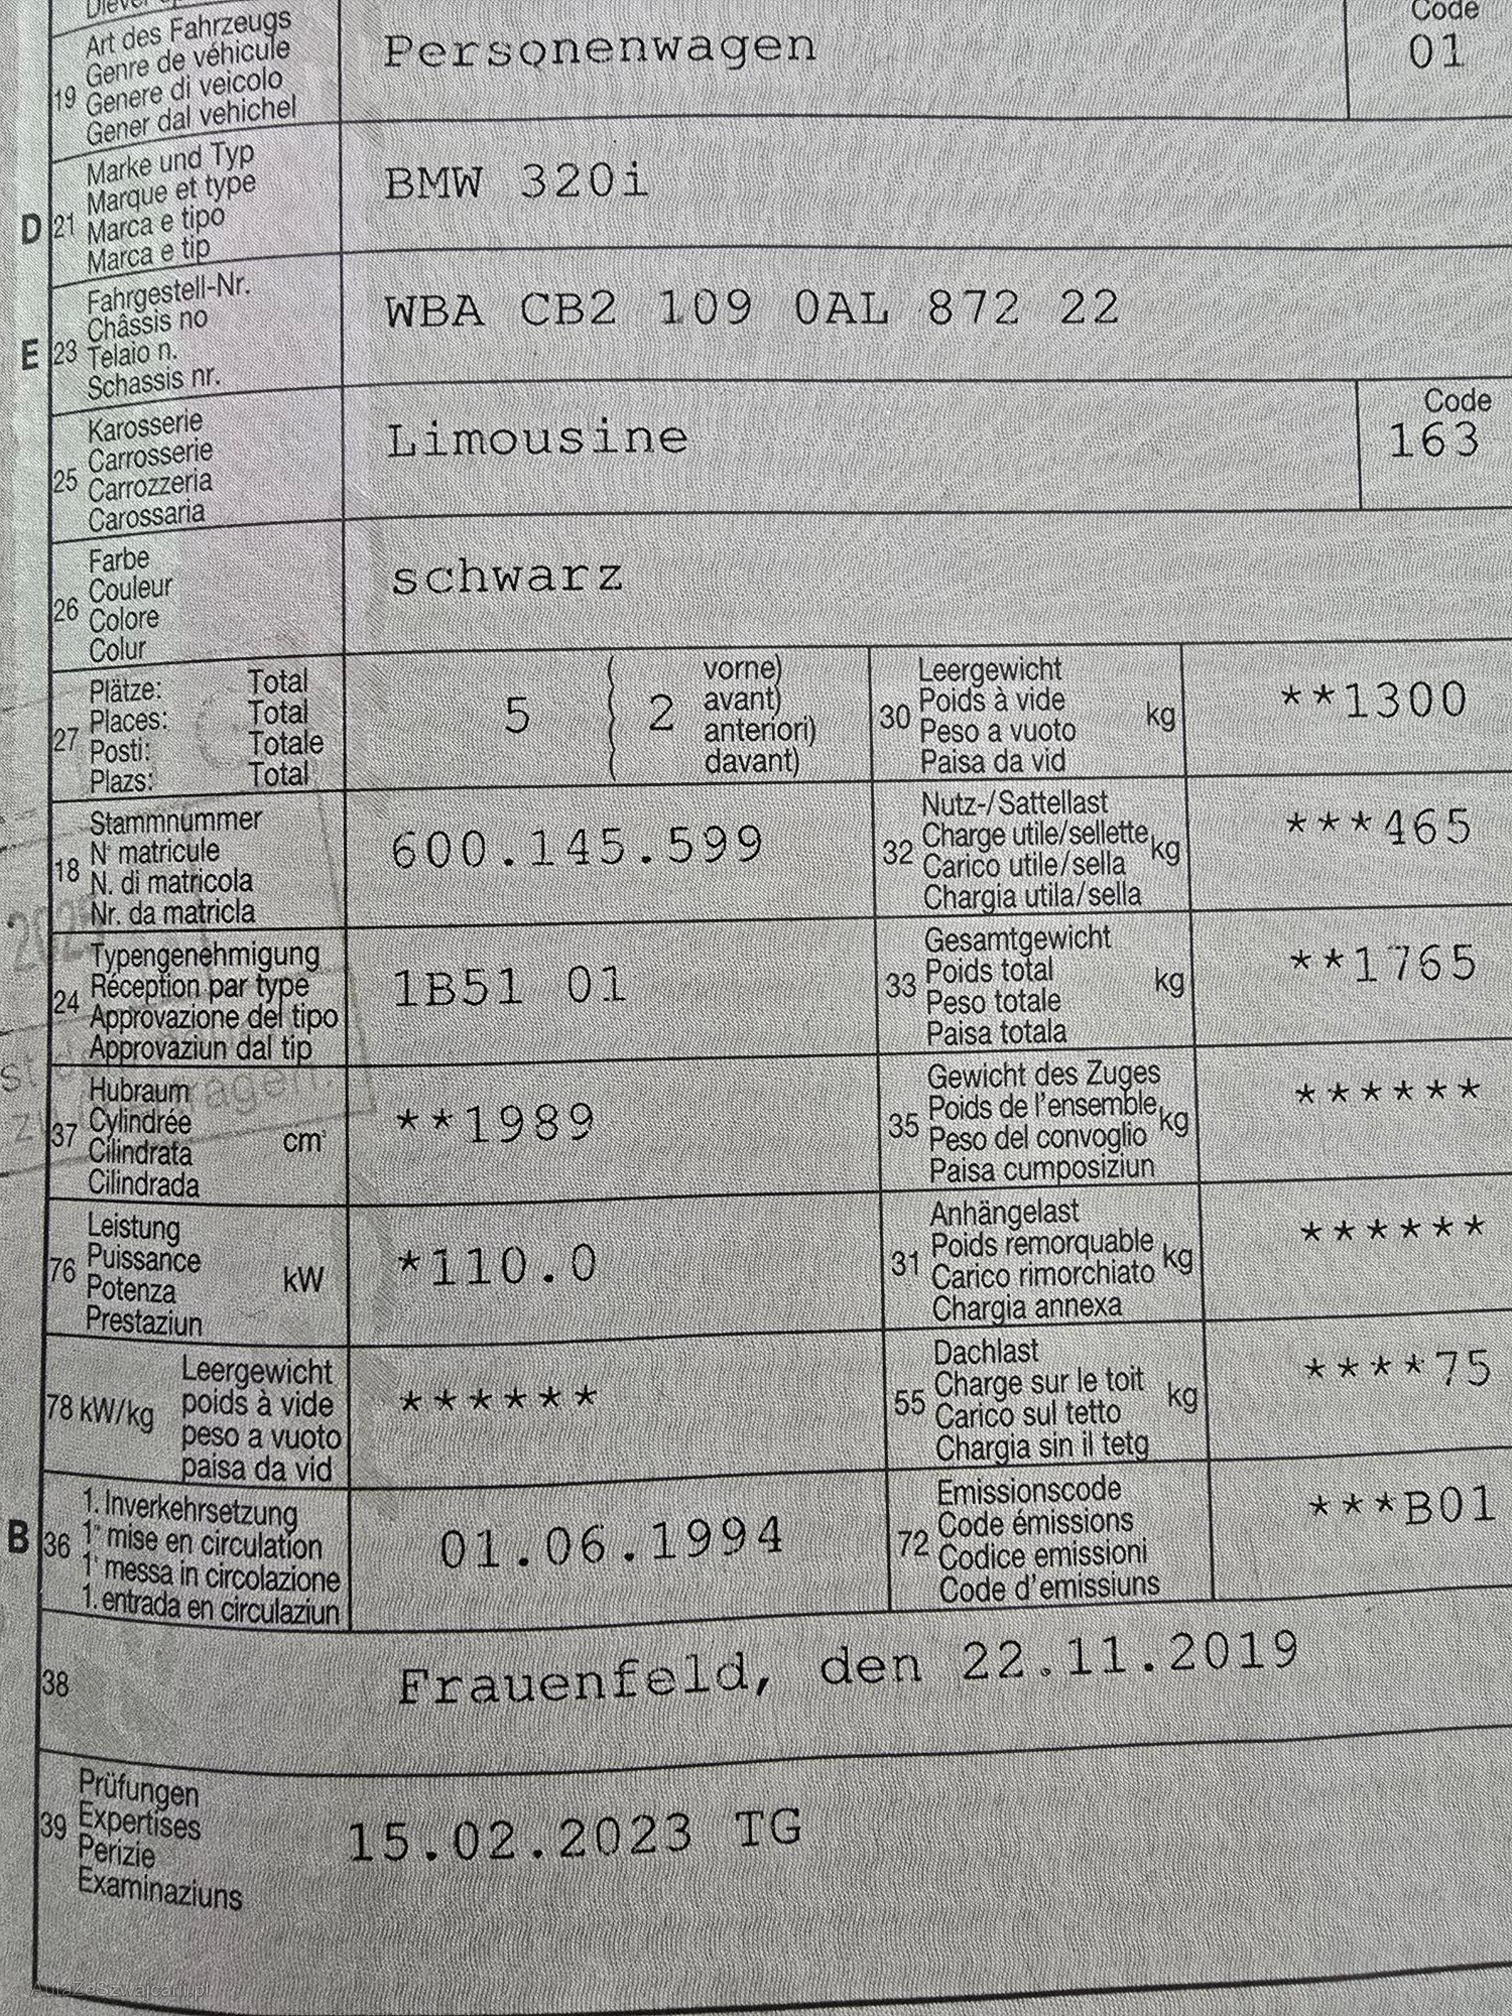 Art des Fahrzeugs
Genre de véhicule
19 Genere di veicolo
Gener dal vehichel
Personenwagen
Code
01
Marke und Typ
Marque et type
D 21 Marca e tipo
Marca e tip
BMW 320i
Fahrgestell-Nr.
Châssis no
E 23 Telaio n.
Schassis nr.
WBA CB2 109 0AL 872 22
Karosserie
Carrosserie
25 Carrozzeria
Carossaria
Limousine
Code
163
Farbe
Couleur
26 Colore
Colur
schwarz
Plätze: Total
Places: Total
27 Posti: Totale
Plazs: Total
5 2
vorne)
avant)
anteriori)
davant)
Leergewicht
30 Poids à vide kg
Peso a vuoto
Paisa da vid
**1300
Stammnummer
N° matricule
18 N. di matricola
Nr. da matricla
600.145.599
Nutz-/Sattellast
32 Charge utile/sellette kg
Carico utile/sella
Chargia utila/sella
***465
Typengenehmigung
24 Réception par type
Approvazione del tipo
Approvaziun dal tip
1B51 01
Gesamtgewicht
33 Poids total kg
Peso totale
Paisa totala
**1765
Hubraum
37 Cylindrée cm³
Cilindrata
Cilindrada
**1989
Gewicht des Zuges
35 Poids de l'ensemble kg
Peso del convoglio
Paisa cumposiziun
******
Leistung
76 Puissance kW
Potenza
Prestaziun
*110.0
Anhängelast
31 Poids remorquable kg
Carico rimorchiato
Chargia annexa
******
Leergewicht
78 kW/kg poids à vide
peso a vuoto
paisa da vid
******
Dachlast
55 Charge sur le toit kg
Carico sul tetto
Chargia sin il tetg
****75
1. Inverkehrsetzung
B 36 1re mise en circulation
1a messa in circolazione
1. entrada en circulaziun
01.06.1994
Emissionscode
72 Code émissions
Codice emissioni
Code d'emissiuns
***B01
38 Frauenfeld, den 22.11.2019
Prüfungen
39 Expertises
Perizie
Examinaziuns
15.02.2023 TG
AutaZeSzwajcarii.pl